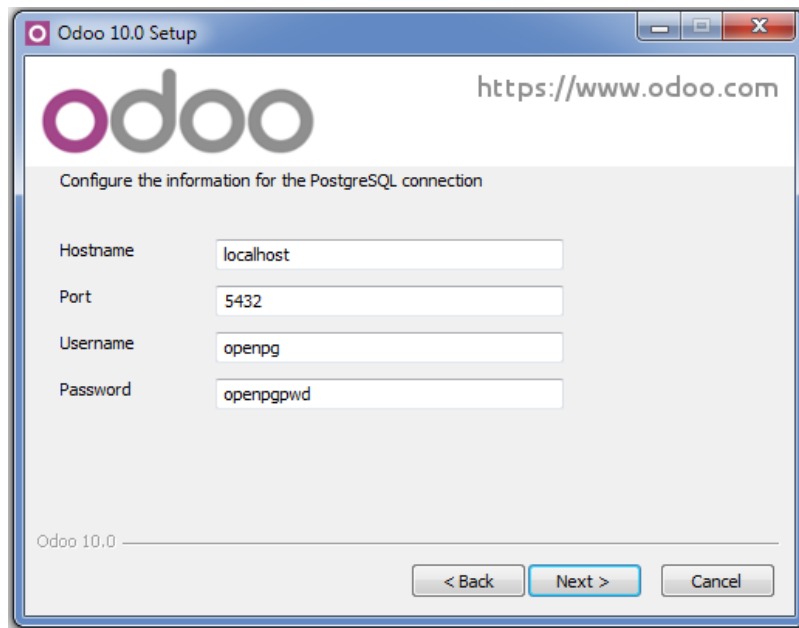 Odoo 10.0 Setup
odoo
https://www.odoo.com
Configure the information for the PostgreSQL connection
Hostname localhost
Port 5432
Username openpg
Password openpgpwd
Odoo 10.0
< Back Next > Cancel